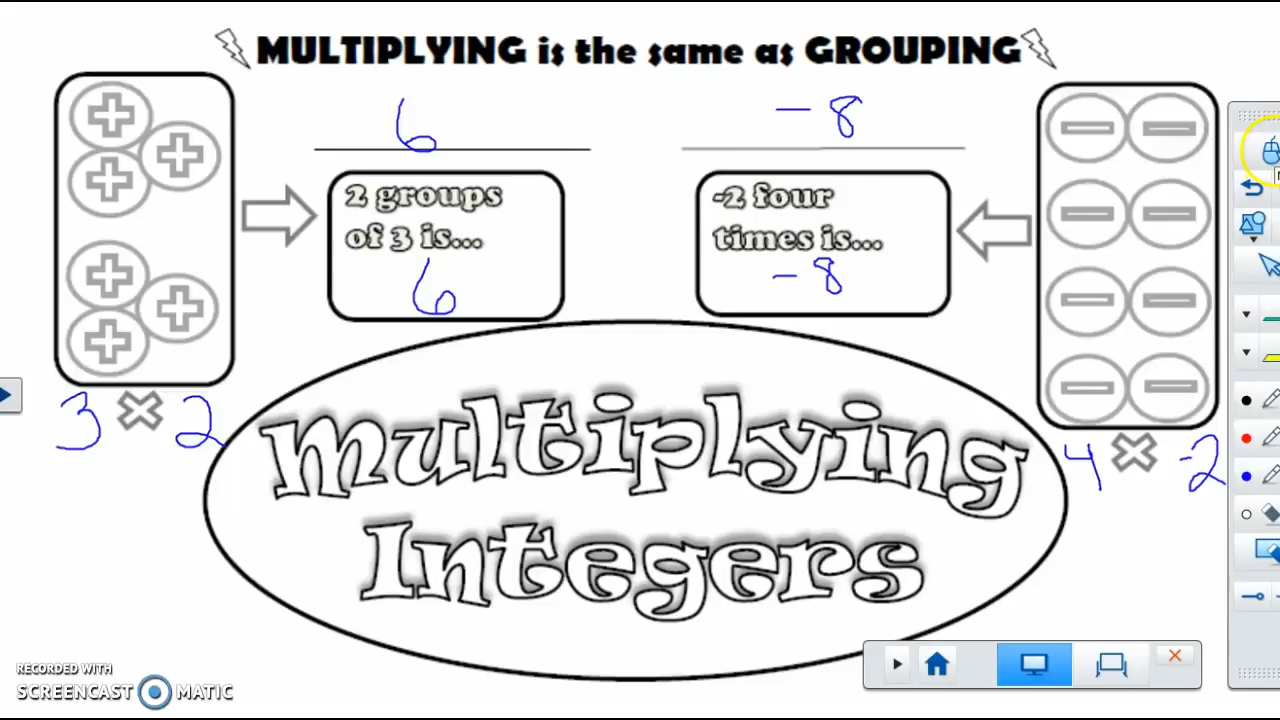 MULTIPLYING is the same as GROUPING
6
-8
2 groups
of 3 is...
6
-2 four
times is...
-8
3 × 2
4 × -2
Multiplying
Integers
RECORDED WITH
SCREENCAST MATIC